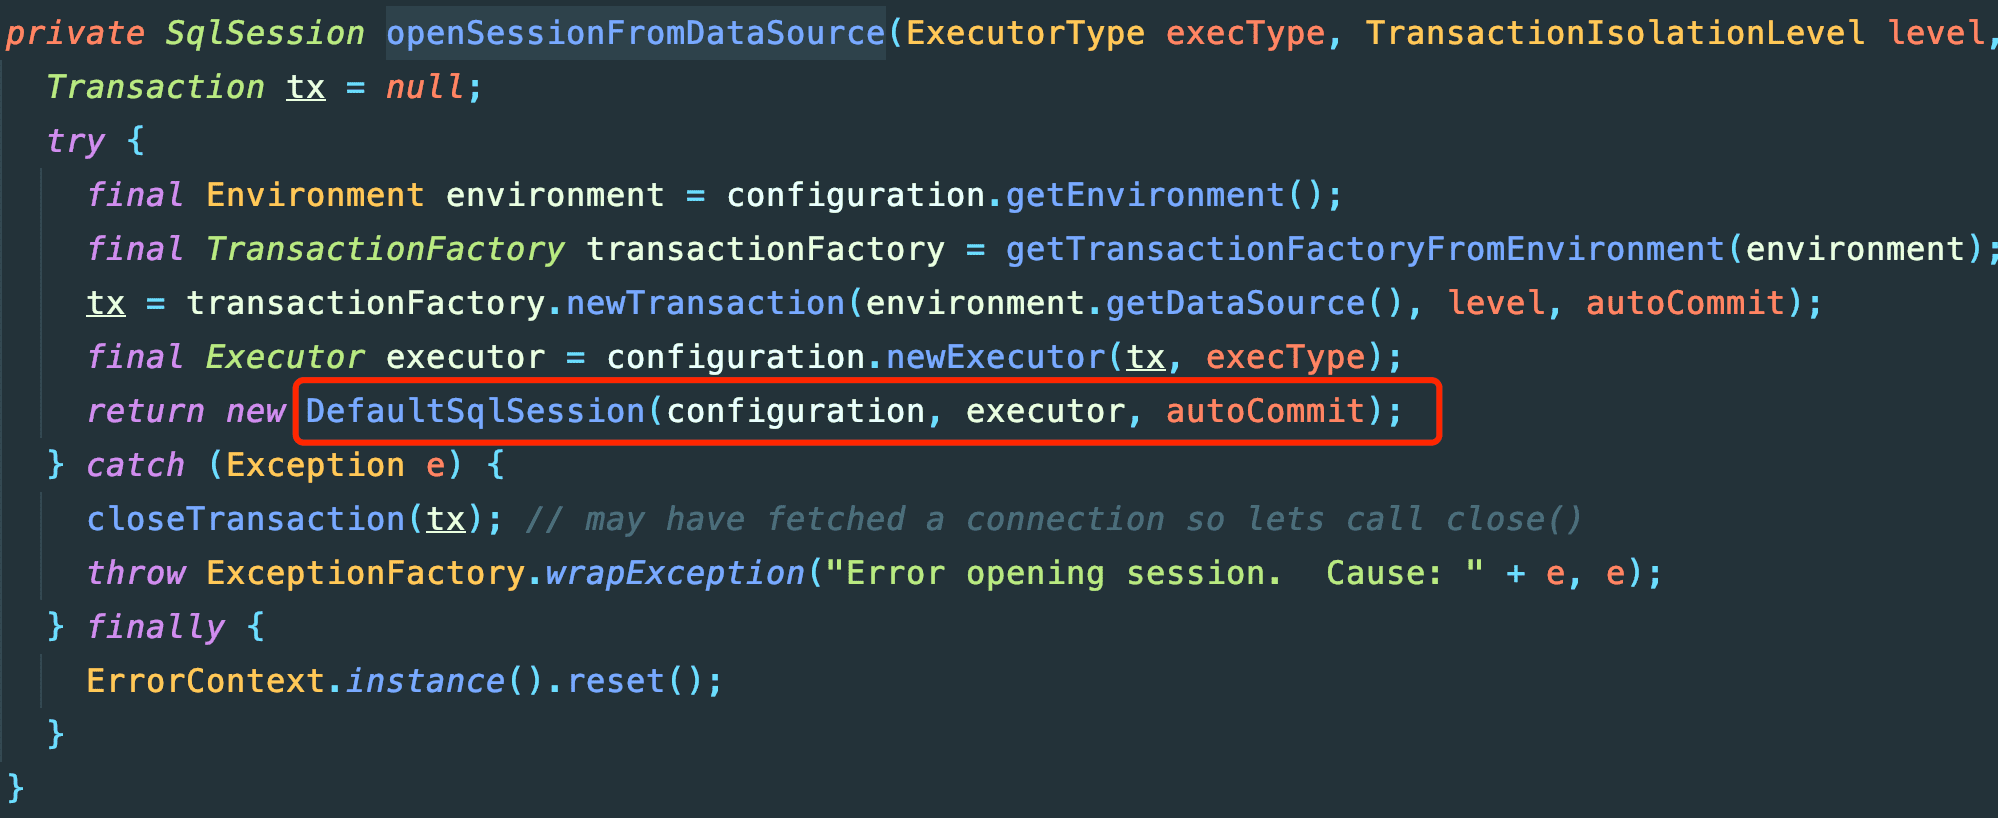 private SqlSession openSessionFromDataSource(ExecutorType execType, TransactionIsolationLevel level,
Transaction tx = null;
try {
final Environment environment = configuration.getEnvironment();
final TransactionFactory transactionFactory = getTransactionFactoryFromEnvironment(environment);
tx = transactionFactory.newTransaction(environment.getDataSource(), level, autoCommit);
final Executor executor = configuration.newExecutor(tx, execType);
return new DefaultSqlSession(configuration, executor, autoCommit);
} catch (Exception e) {
closeTransaction(tx); // may have fetched a connection so lets call close()
throw ExceptionFactory.wrapException("Error opening session.  Cause: " + e, e);
} finally {
ErrorContext.instance().reset();
}
}